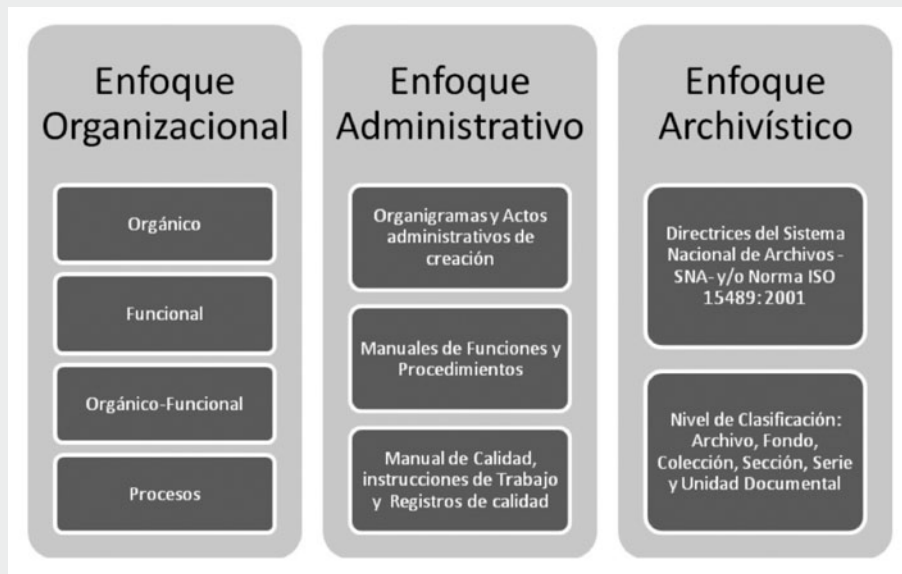 Enfoque
Organizacional
Orgánico
Funcional
Orgánico-Funcional
Procesos
Enfoque
Administrativo
Organigramas y Actos
administrativos de
creación
Manuales de Funciones y
Procedimientos
Manual de Calidad,
instrucciones de Trabajo
y Registros de calidad
Enfoque
Archivístico
Directrices del Sistema
Nacional de Archivos -
SNA- y/o Norma ISO
15489: 2001
Nivel de Clasificación:
Archivo, Fondo,
Colección, Sección, Serie
y Unidad Documental